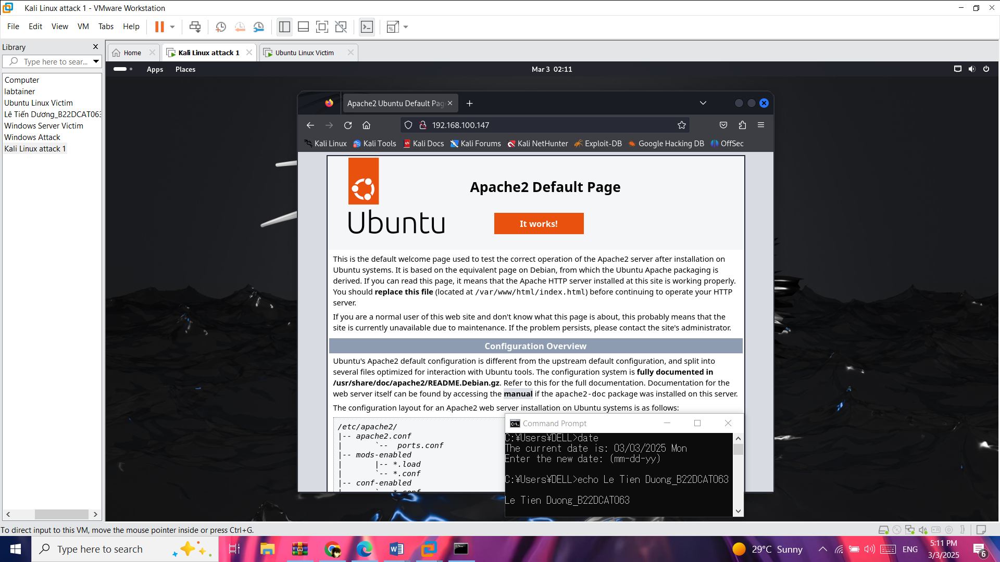 Kali Linux attack 1 - VMware Workstation
File Edit View VM Tabs Help
Library
Type here to sear...
Computer
labtainer
Ubuntu Linux Victim
Lê Tiến Dương_B22DCAT063
Windows Server Victim
Windows Attack
Kali Linux attack 1
Home
Kali Linux attack 1
Ubuntu Linux Victim
Apps Places
Mar 3 02:11
Apache2 Ubuntu Default Pag
192.168.100.147
Kali Linux Kali Tools Kali Docs Kali Forums Kali NetHunter Exploit-DB Google Hacking DB OffSec
Ubuntu
Apache2 Default Page
It works!
This is the default welcome page used to test the correct operation of the Apache2 server after installation on
Ubuntu systems. It is based on the equivalent page on Debian, from which the Ubuntu Apache packaging is
derived. If you can read this page, it means that the Apache HTTP server installed at this site is working properly.
You should replace this file (located at /var/www/html/index.html) before continuing to operate your HTTP
server.
If you are a normal user of this web site and don't know what this page is about, this probably means that the
site is currently unavailable due to maintenance. If the problem persists, please contact the site's administrator.
Configuration Overview
Ubuntu's Apache2 default configuration is different from the upstream default configuration, and split into
several files optimized for interaction with Ubuntu tools. The configuration system is fully documented in
/usr/share/doc/apache2/README.Debian.gz. Refer to this for the full documentation. Documentation for the
web server itself can be found by accessing the manual if the apache2-doc package was installed on this server.
The configuration layout for an Apache2 web server installation on Ubuntu systems is as follows:
/etc/apache2/
|-- apache2.conf
| `-- ports.conf
|-- mods-enabled
| |-- *.load
| `-- *.conf
|-- conf-enabled
| `-- *.conf
Command Prompt
C:¥Users¥DELL>date
The current date is: 03/03/2025 Mon
Enter the new date: (mm-dd-yy)
C:¥Users¥DELL>echo Le Tien Duong_B22DCAT063
Le Tien Duong_B22DCAT063
To direct input to this VM, move the mouse pointer inside or press Ctrl+G.
Type here to search
29°C Sunny
ENG
5:11 PM
3/3/2025
6